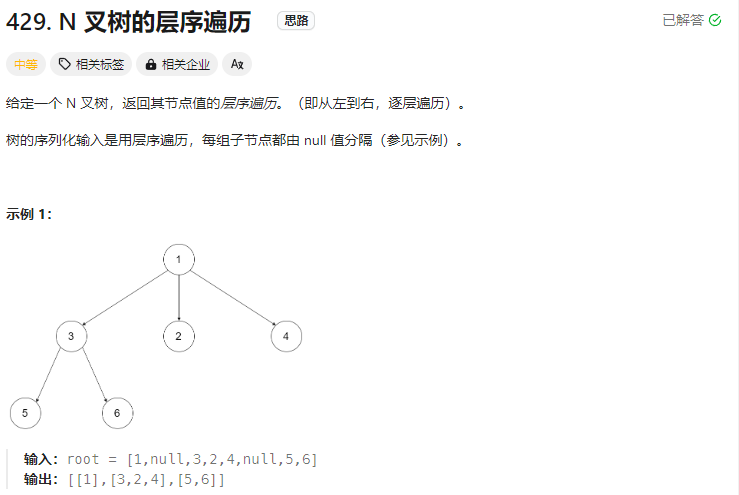 429. N 叉树的层序遍历 思路 已解答
中等 相关标签 相关企业 Aあ
给定一个 N 叉树，返回其节点值的层序遍历。（即从左到右，逐层遍历）。
树的序列化输入是用层序遍历，每组子节点都由 null 值分隔（参见示例）。
示例 1：
1
3 2 4
5 6
输入：root = [1,null,3,2,4,null,5,6]
输出：[[1],[3,2,4],[5,6]]